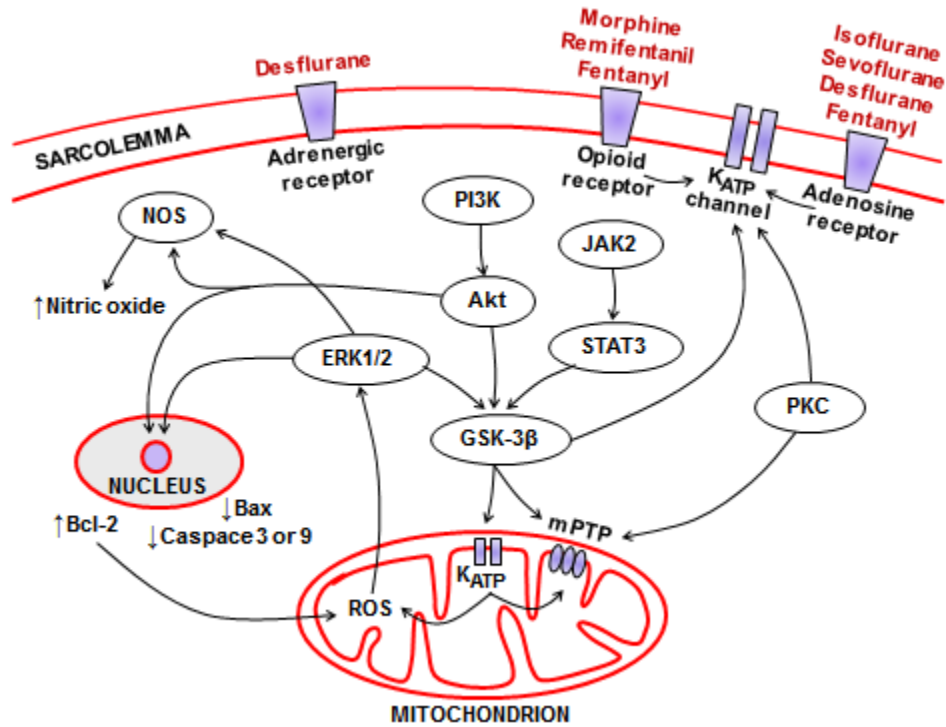 Desflurane
Morphine
Remifentanil
Fentanyl
Isoflurane
Sevoflurane
Desflurane
Fentanyl
SARCOLEMMA
Adrenergic
receptor
Opioid
receptor
KATP
channel
Adenosine
receptor
NOS
PI3K
JAK2
↑Nitric oxide
Akt
ERK1/2
STAT3
PKC
GSK-3β
NUCLEUS
↑Bcl-2
↓Bax
↓Caspace 3 or 9
mPTP
KATP
ROS
MITOCHONDRION